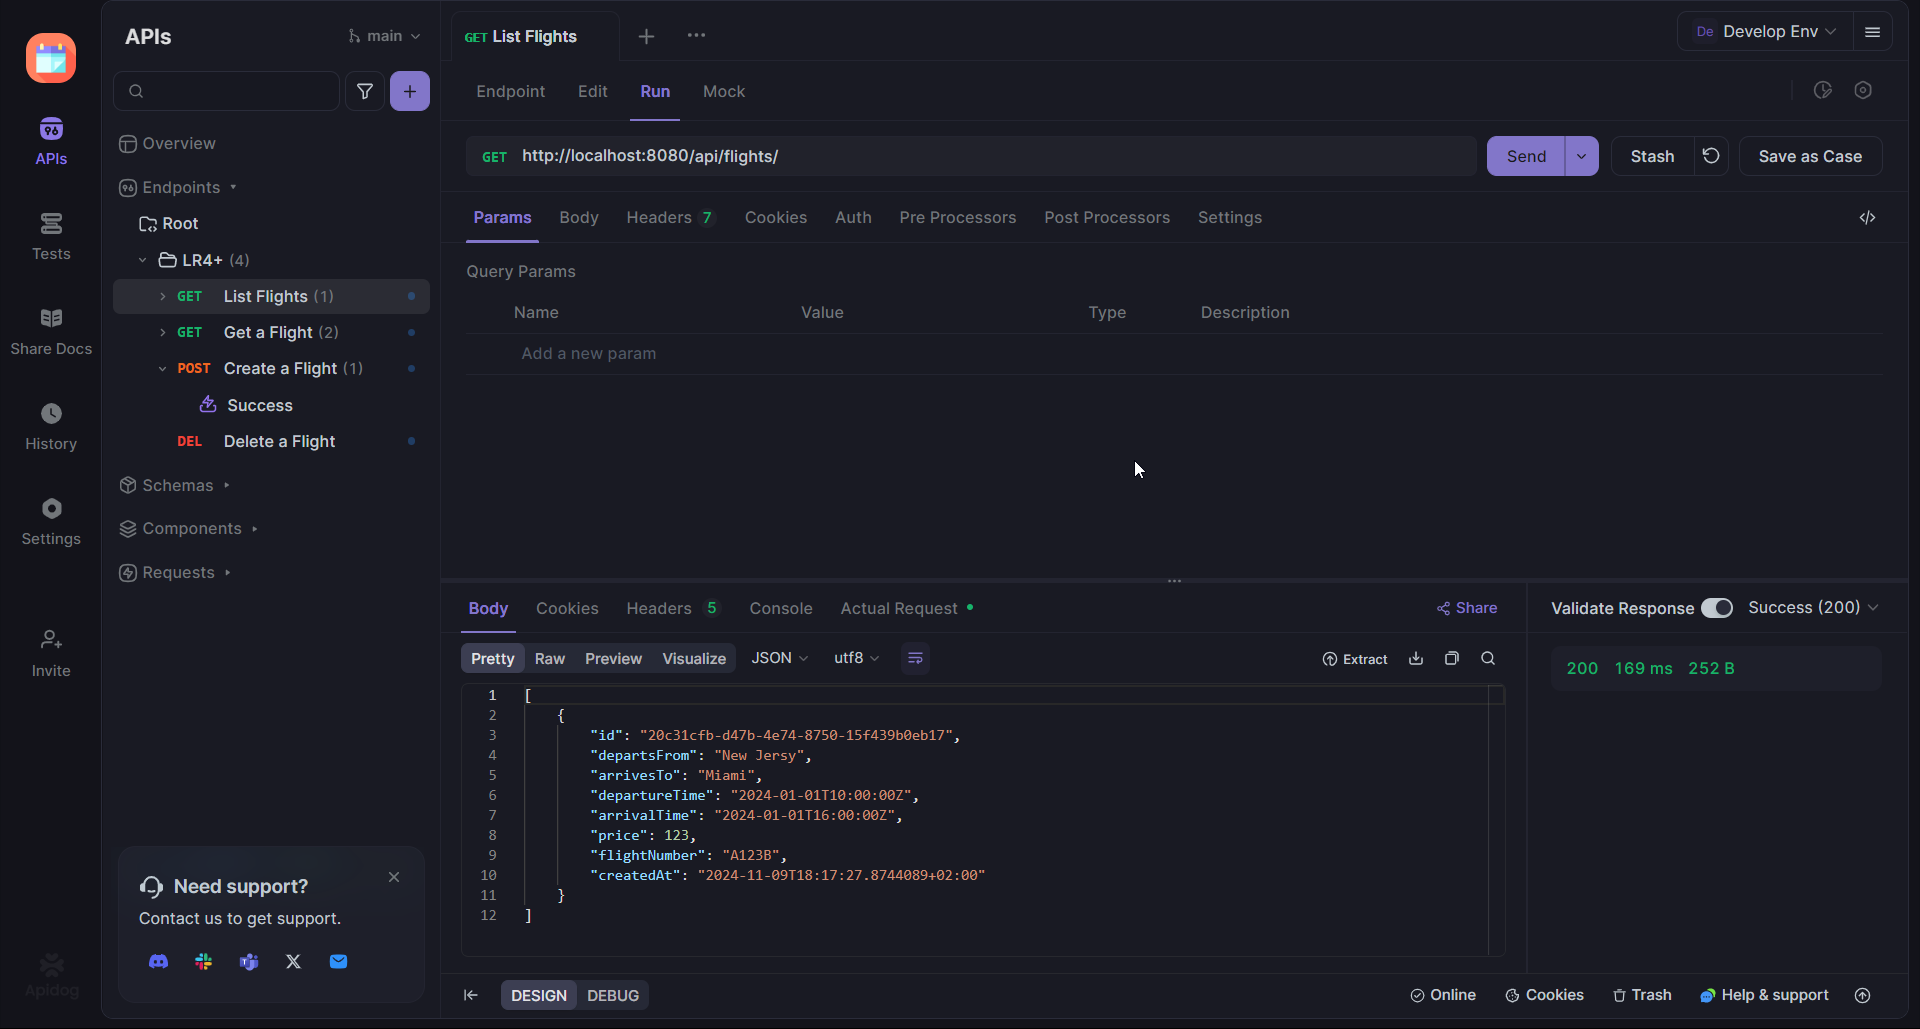 APIs
main
GET List Flights
De Develop Env
APIs
Tests
Share Docs
History
Settings
Invite
Apidog
Overview
Endpoints
Root
LR4+ (4)
GET List Flights (1)
GET Get a Flight (2)
POST Create a Flight (1)
Success
DEL Delete a Flight
Schemas
Components
Requests
Need support?
Contact us to get support.
Endpoint Edit Run Mock
GET http://localhost:8080/api/flights/
Send Stash Save as Case
Params Body Headers 7 Cookies Auth Pre Processors Post Processors Settings
Query Params
Name Value Type Description
Add a new param
Body Cookies Headers 5 Console Actual Request Share
Validate Response Success (200)
Pretty Raw Preview Visualize JSON utf8 Extract
200 169 ms 252 B
1 [
2 {
3 "id": "20c31cfb-d47b-4e74-8750-15f439b0eb17",
4 "departsFrom": "New Jersy",
5 "arrivesTo": "Miami",
6 "departureTime": "2024-01-01T10:00:00Z",
7 "arrivalTime": "2024-01-01T16:00:00Z",
8 "price": 123,
9 "flightNumber": "A123B",
10 "createdAt": "2024-11-09T18:17:27.8744089+02:00"
11 }
12 ]
DESIGN DEBUG
Online Cookies Trash Help & support